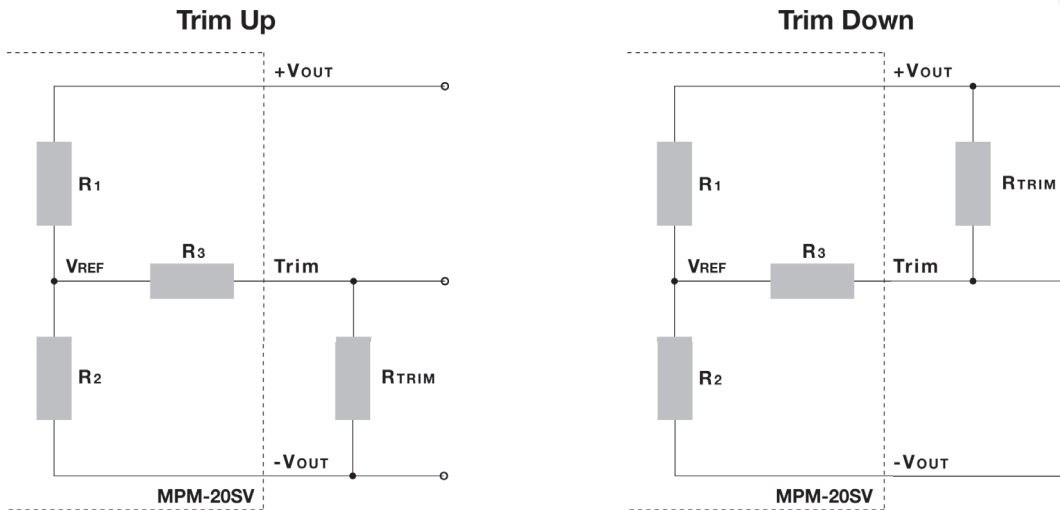 Trim Up
+VOUT
R1
R3
VREF
Trim
R2
RTRIM
-VOUT
MPM-20SV
Trim Down
+VOUT
R1
RTRIM
R3
VREF
Trim
R2
-VOUT
MPM-20SV